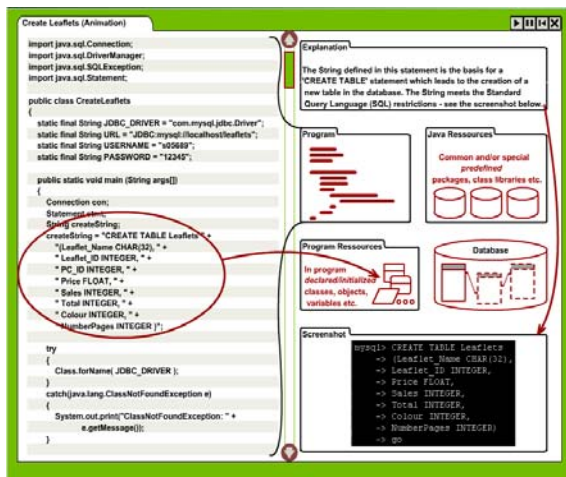 Create Leaflets (Animation)
import java.sql.Connection;
import java.sql.DriverManager;
import java.sql.SQLException;
import java.sql.Statement;
public class CreateLeaflets
{
static final String JDBC_DRIVER = "com.mysql.jdbc.Driver";
static final String URL = "JDBC:mysql://localhost/leaflets";
static final String USERNAME = "s05689";
static final String PASSWORD = "12345";
public static void main (String args[])
{
Connection con;
Statement stmt;
String createString;
createString = "CREATE TABLE Leaflets " +
"(Leaflet_Name CHAR(32), " +
" Leaflet_ID INTEGER, " +
" PC_ID INTEGER, " +
" Price FLOAT, " +
" Sales INTEGER, " +
" Total INTEGER, " +
" Colour INTEGER, " +
" NumberPages INTEGER )";
try
{
Class.forName( JDBC_DRIVER );
}
catch(java.lang.ClassNotFoundException e)
{
System.out.print("ClassNotFoundException: " +
e.getMessage());
}
Explanation
The String defined in this statement is the basis for a
'CREATE TABLE' statement which leads to the creation of a
new table in the database. The String meets the Standard
Query Language (SQL) restrictions - see the screenshot below.
Program
Java Ressources
Common and/or special
predefined
packages, class libraries etc.
Program Ressources
In program
declared/initialized
classes, objects,
variables etc.
Database
Screenshot
mysql> CREATE TABLE Leaflets
-> (Leaflet_Name CHAR(32),
-> Leaflet_ID INTEGER,
-> Price FLOAT,
-> Sales INTEGER,
-> Total INTEGER,
-> Colour INTEGER,
-> NumberPages INTEGER)
-> go